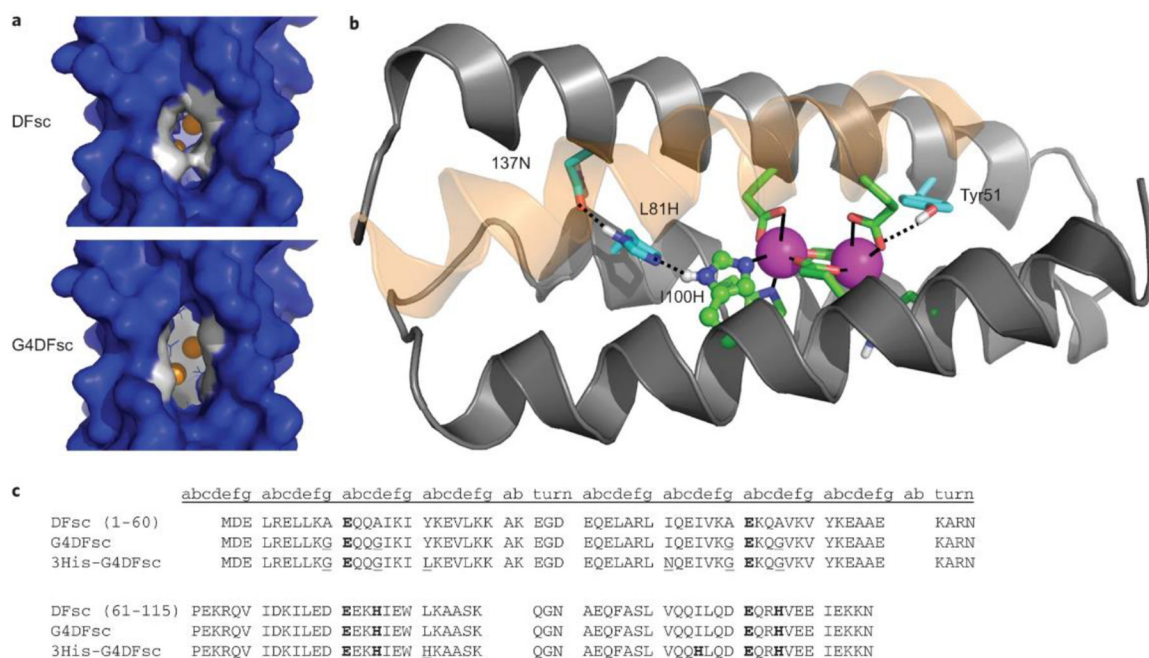 a
b
DFsc
G4DFsc
137N
L81H
I100H
Tyr51
c
abcdefg abcdefg abcdefg abcdefg ab turn abcdefg abcdefg abcdefg abcdefg ab turn
DFsc (1–60) MDE LRELLKA EQQAIKI YKEVLKK AK EGD EQELARL IQEIVKA EKQAVKV YKEAAE KARN
G4DFsc MDE LRELLKG EQQGIKI YKEVLKK AK EGD EQELARL IQEIVKG EKQGVKV YKEAAE KARN
3His-G4DFsc MDE LRELLKG EQQGIKI LKEVLKK AK EGD EQELARL NQEIVKG EKQGVKV YKEAAE KARN
DFsc (61–115) PEKRQV IDKILED EEKHIEW LKAASK QGN AEQFASL VQQILQD EQRHVEE IEKKN
G4DFsc PEKRQV IDKILED EEKHIEW LKAASK QGN AEQFASL VQQILQD EQRHVEE IEKKN
3His-G4DFsc PEKRQV IDKILED EEKHIEW HKAASK QGN AEQFASL VQQHLQD EQRHVEE IEKKN